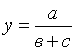 y = a / (в + c)